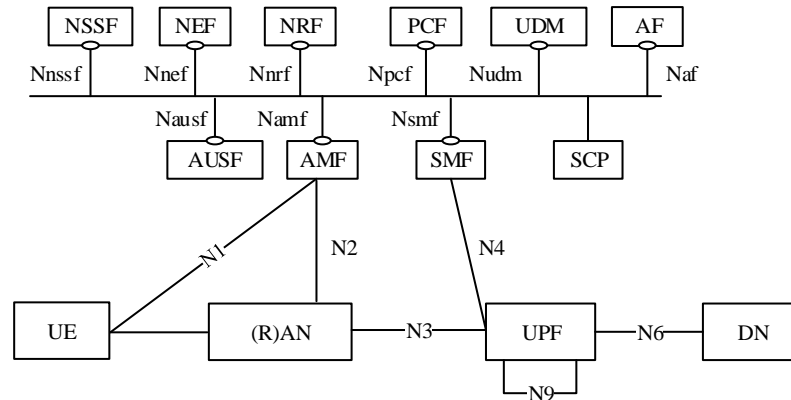 NSSF NEF NRF PCF UDM AF
Nnssf Nnef Nnrf Npcf Nudm Naf
Nausf Namf Nsmf
AUSF AMF SMF SCP
N1 N2 N4
UE (R)AN N3 UPF N6 DN
N9